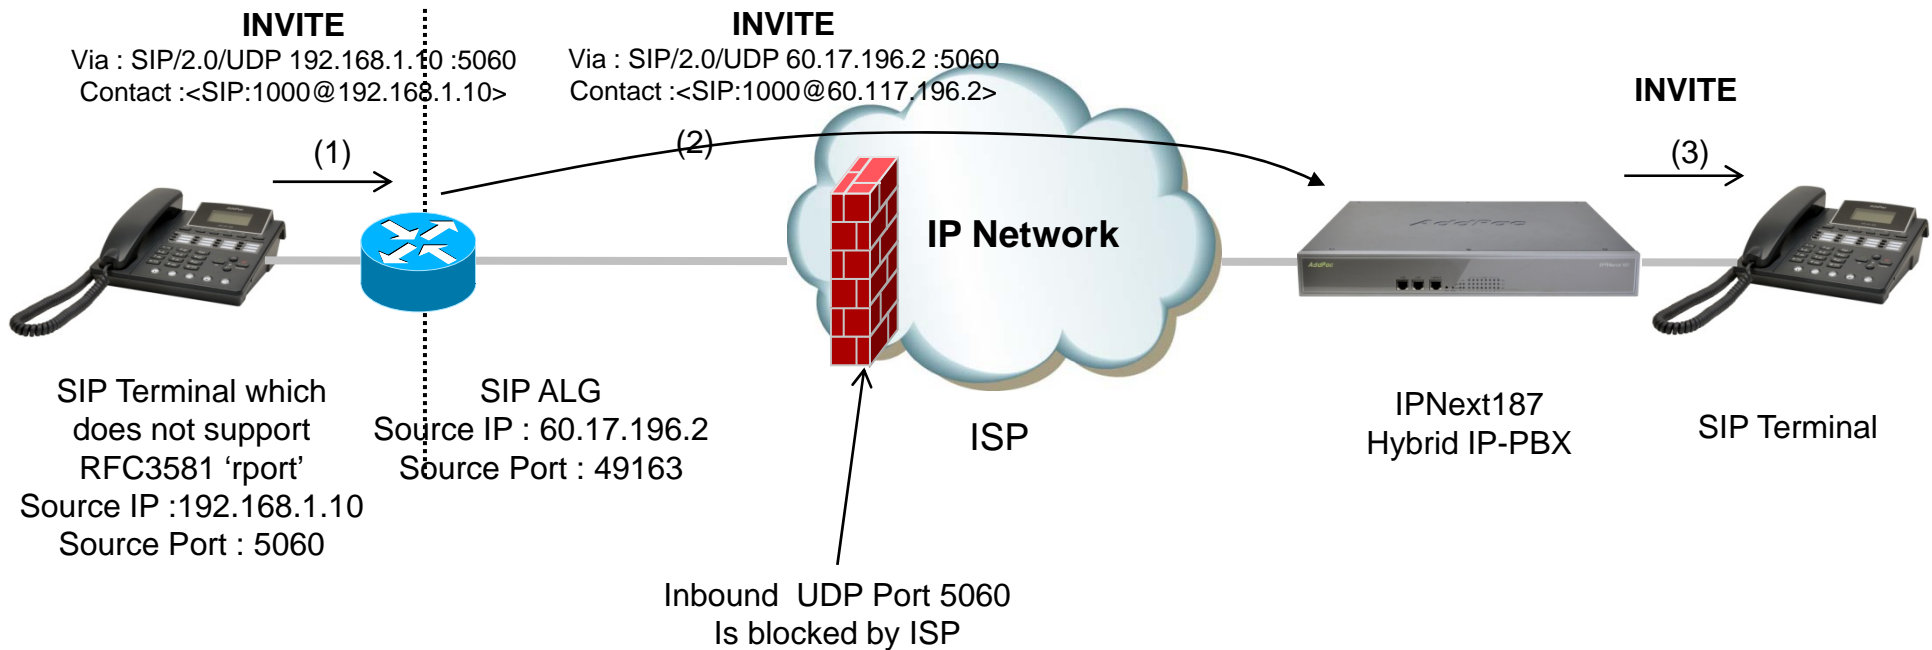 INVITE
Via : SIP/2.0/UDP 192.168.1.10 :5060
Contact :<SIP:1000@192.168.1.10>
INVITE
Via : SIP/2.0/UDP 60.17.196.2 :5060
Contact :<SIP:1000@60.117.196.2>
INVITE
(1)
(2)
(3)
IP Network
AddPac
AddPac
SIP Terminal which
does not support
RFC3581 ‘rport’
Source IP :192.168.1.10
Source Port : 5060
SIP ALG
Source IP : 60.17.196.2
Source Port : 49163
ISP
IPNext187
Hybrid IP-PBX
SIP Terminal
Inbound UDP Port 5060
Is blocked by ISP